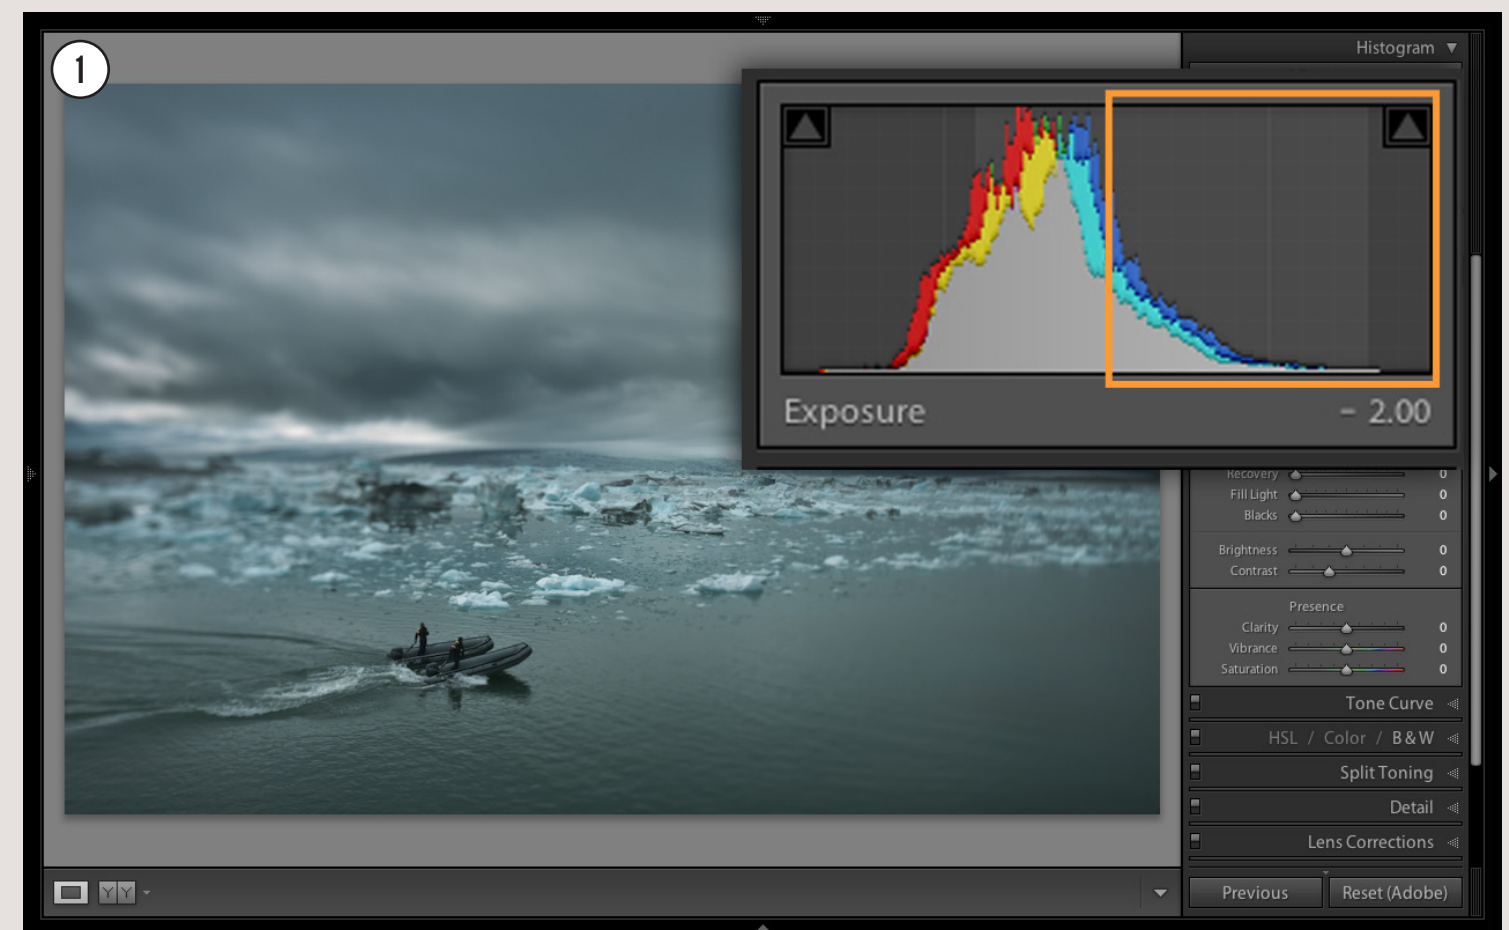 1
Histogram
Exposure - 2.00
Recovery 0
Fill Light 0
Blacks 0
Brightness 0
Contrast 0
Presence
Clarity 0
Vibrance 0
Saturation 0
Tone Curve
HSL / Color / B & W
Split Toning
Detail
Lens Corrections
Y Y
Previous Reset (Adobe)